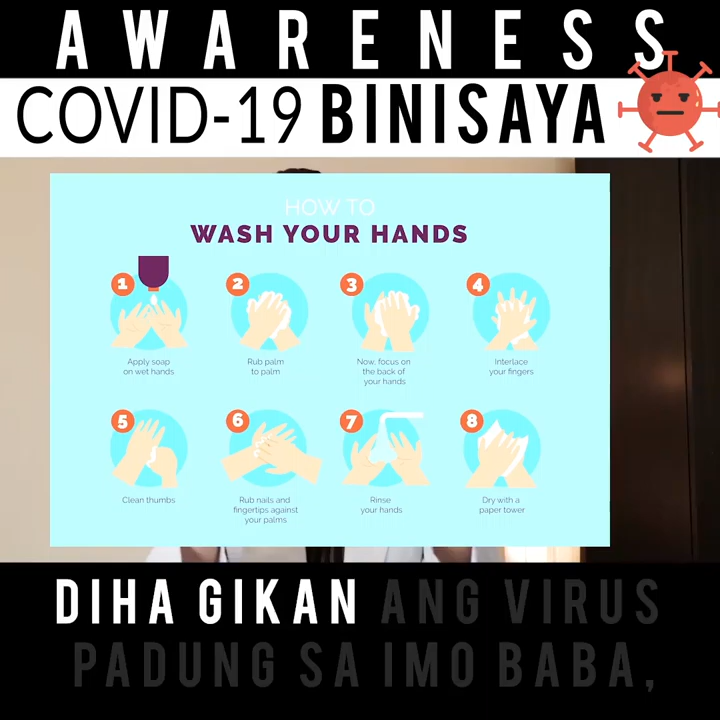 AWARENESS
COVID-19 BINISAYA
HOW TO
WASH YOUR HANDS
1
2
3
4
Apply soap
on wet hands
Rub palm
to palm
Now, focus on
the back of
your hands
Interlace
your fingers
5
6
7
8
Clean thumbs
Rub nails and
fingertips against
your palms
Rinse
your hands
Dry with a
paper tower
DIHA GIKAN ANG VIRUS
PADUNG SA IMO BABA,